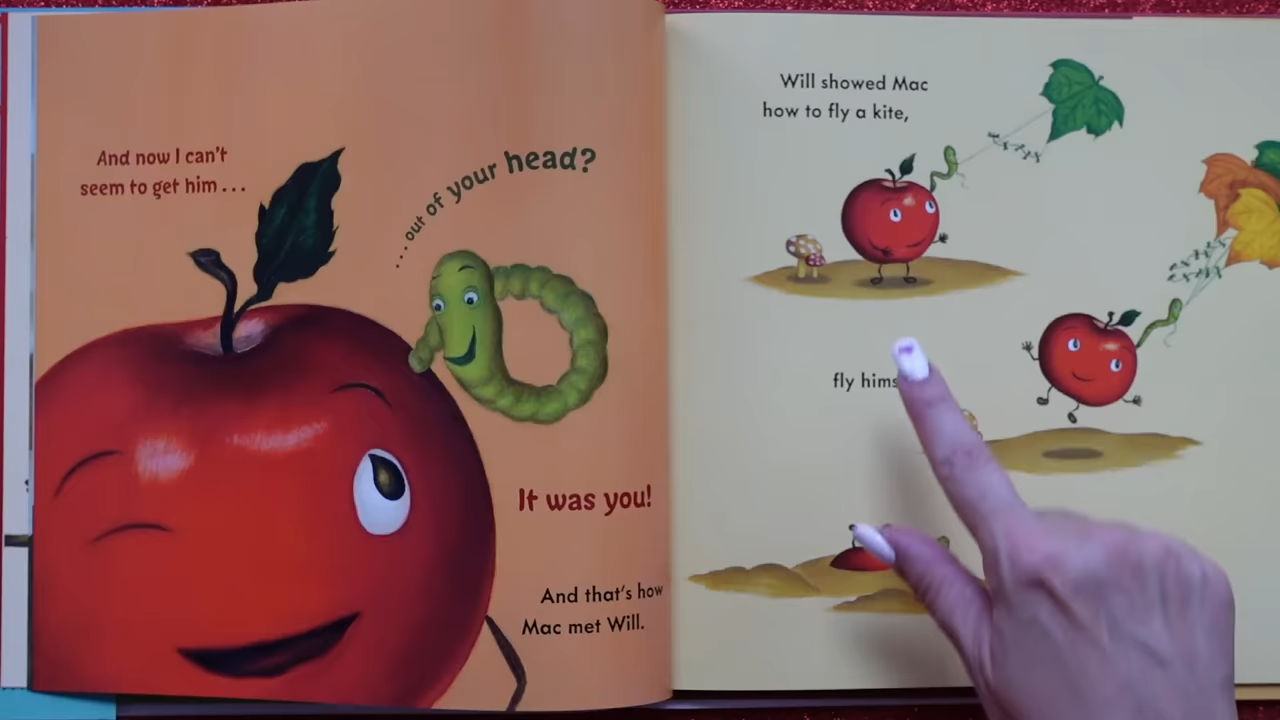 And now I can't
seem to get him...
...out of your head?
It was you!
And that's how
Mac met Will.
Will showed Mac
how to fly a kite,
fly